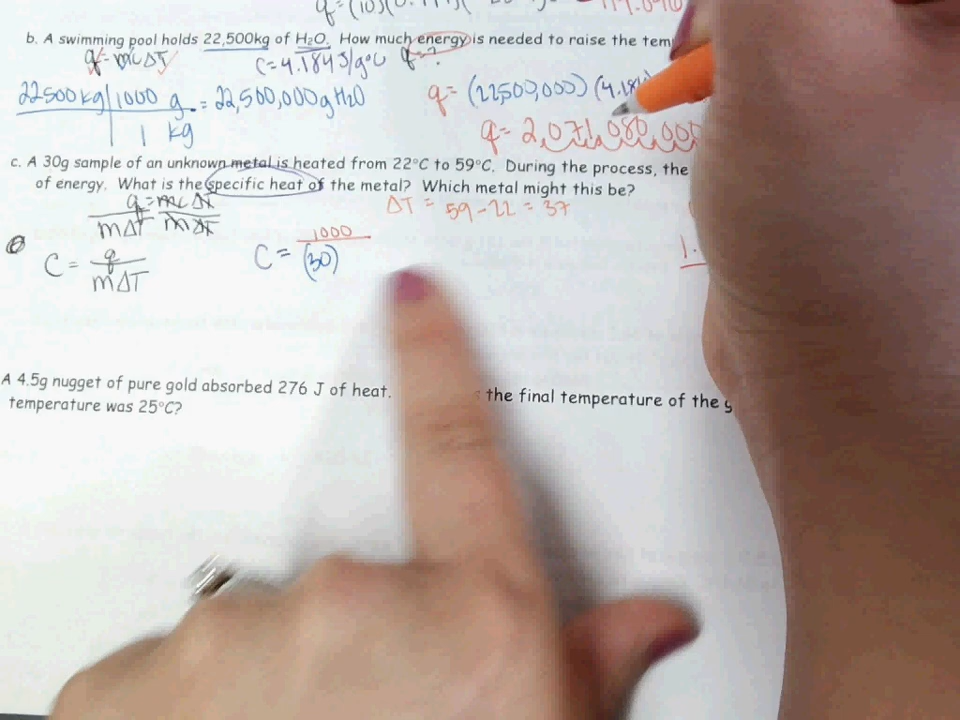 b. A swimming pool holds 22,500kg of H₂O. How much energy is needed to raise the tem
q = mcΔT C = 4.184 J/g°C q = ?
22500 kg | 1000 g = 22,500,000 g H₂O
1 kg
q = (22,500,000)(4.184
q = 2,071,080,000
c. A 30g sample of an unknown metal is heated from 22°C to 59°C. During the process, the
of energy. What is the specific heat of the metal? Which metal might this be?
q = mcΔT
mΔT mΔT
ΔT = 59 - 22 = 37
C = q / mΔT
C = 1000 / (30)
1.
A 4.5g nugget of pure gold absorbed 276 J of heat. the final temperature of the g
temperature was 25°C?